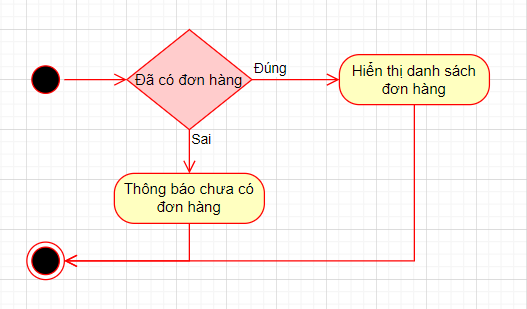 Đã có đơn hàng
Đúng
Hiển thị danh sách
đơn hàng
Sai
Thông báo chưa có
đơn hàng